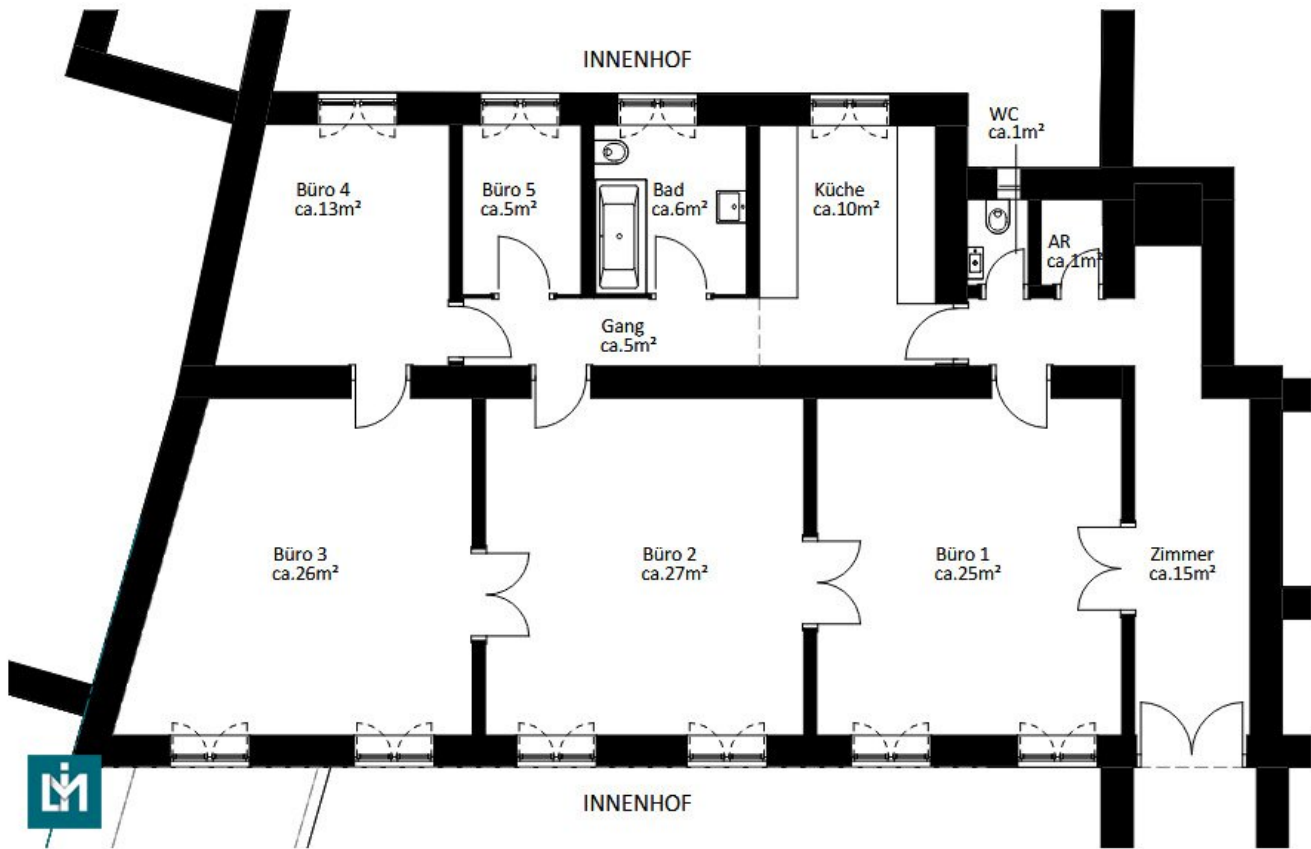 INNENHOF
WC
ca.1m²
Büro 4
ca.13m²
Büro 5
ca.5m²
Bad
ca.6m²
Küche
ca.10m²
AR
ca.1m²
Gang
ca.5m²
Büro 3
ca.26m²
Büro 2
ca.27m²
Büro 1
ca.25m²
Zimmer
ca.15m²
INNENHOF